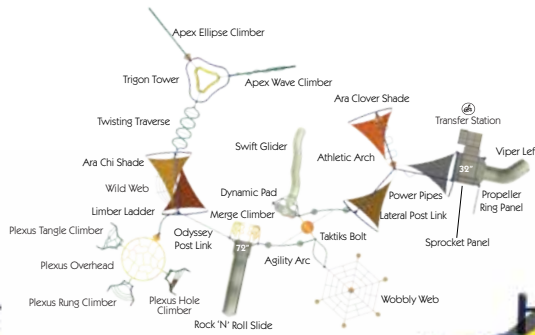 Apex Ellipse Climber
Trigon Tower
Apex Wave Climber
Ara Clover Shade
Transfer Station
Twisting Traverse
Swift Glider
Athletic Arch
Viper Lef
Ara Chi Shade
32"
Wild Web
Dynamic Pad
Power Pipes
Propeller
Ring Panel
Limber Ladder
Merge Climber
Lateral Post Link
Plexus Tangle Climber
Odyssey
Post Link
Taktiks Bolt
Sprocket Panel
72"
Agility Arc
Plexus Overhead
Wobbly Web
Plexus Rung Climber
Plexus Hole
Climber
Rock 'N' Roll Slide